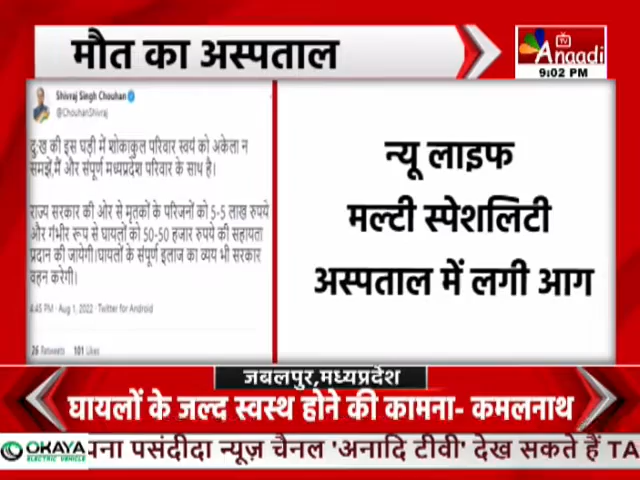 मौत का अस्पताल
TV
Anaadi
9:02 PM
Shivraj Singh Chouhan
@ChouhanShivraj
दु:ख की इस घड़ी में शोकाकुल परिवार स्वयं को अकेला न
समझें,मैं और संपूर्ण मध्यप्रदेश परिवार के साथ है।
राज्य सरकार की ओर से मृतकों के परिजनों को 5-5 लाख रुपये
और गंभीर रूप से घायलों को 50-50 हजार रुपये की सहायता
प्रदान की जायेगी।घायलों के संपूर्ण इलाज का व्यय भी सरकार
वहन करेगी।
4:45 PM · Aug 1, 2022 · Twitter for Android
26 Retweets 101 Likes
न्यू लाइफ
मल्टी स्पेशलिटी
अस्पताल में लगी आग
जबलपुर,मध्यप्रदेश
घायलों के जल्द स्वस्थ होने की कामना- कमलनाथ
OKAYA
ELECTRIC VEHICLE
पना पसंदीदा न्यूज़ चैनल 'अनादि टीवी' देख सकते हैं TA